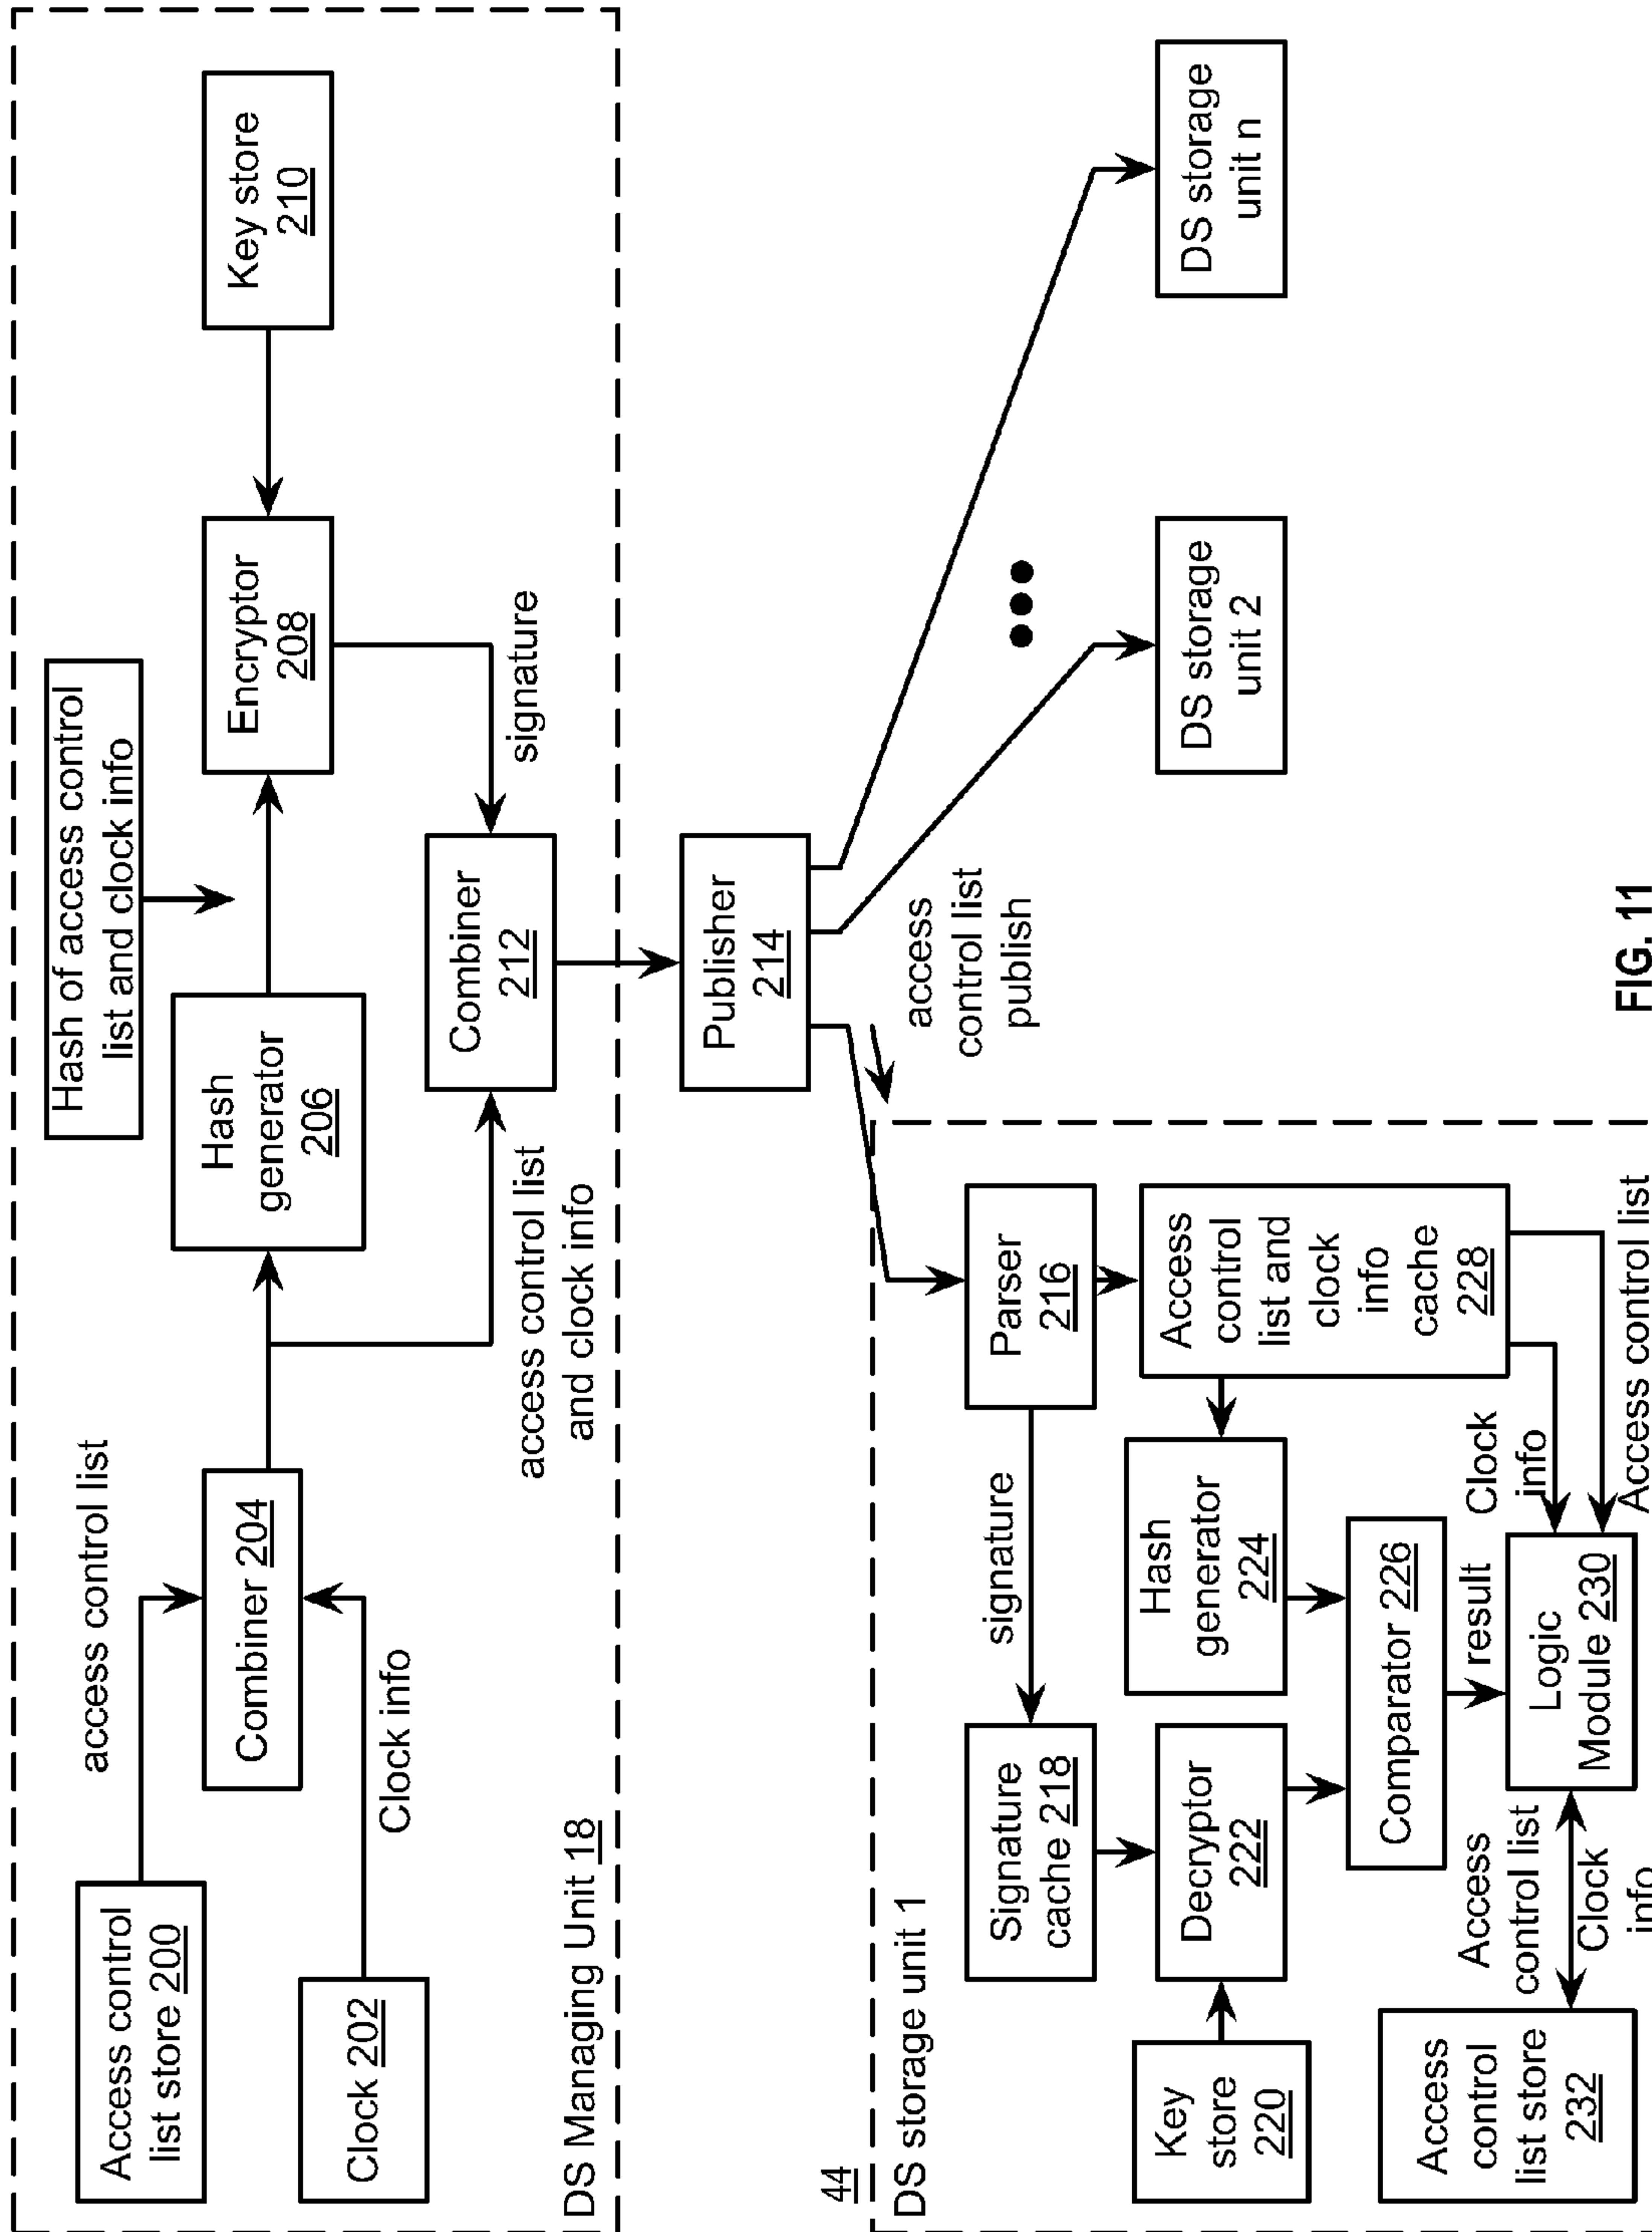 Hash of access control
list and clock info
access control list
Access control
list store 200
Combiner 204
Hash
generator
206
Encryptor
208
Key store
210
Clock 202
Clock info
access control list
and clock info
Combiner
212
signature
DS Managing Unit 18
Publisher
214
44
DS storage unit 1
access
control list
publish
Signature
cache 218
signature
Parser
216
Key
store
220
Decryptor
222
Hash
generator
224
Access
control
list and
clock
info
cache
228
DS storage
unit 2
DS storage
unit n
Comparator 226
Access
control
list store
232
Access
control list
Clock
info
result
Logic
Module 230
Clock
info
Access control list
FIG. 11